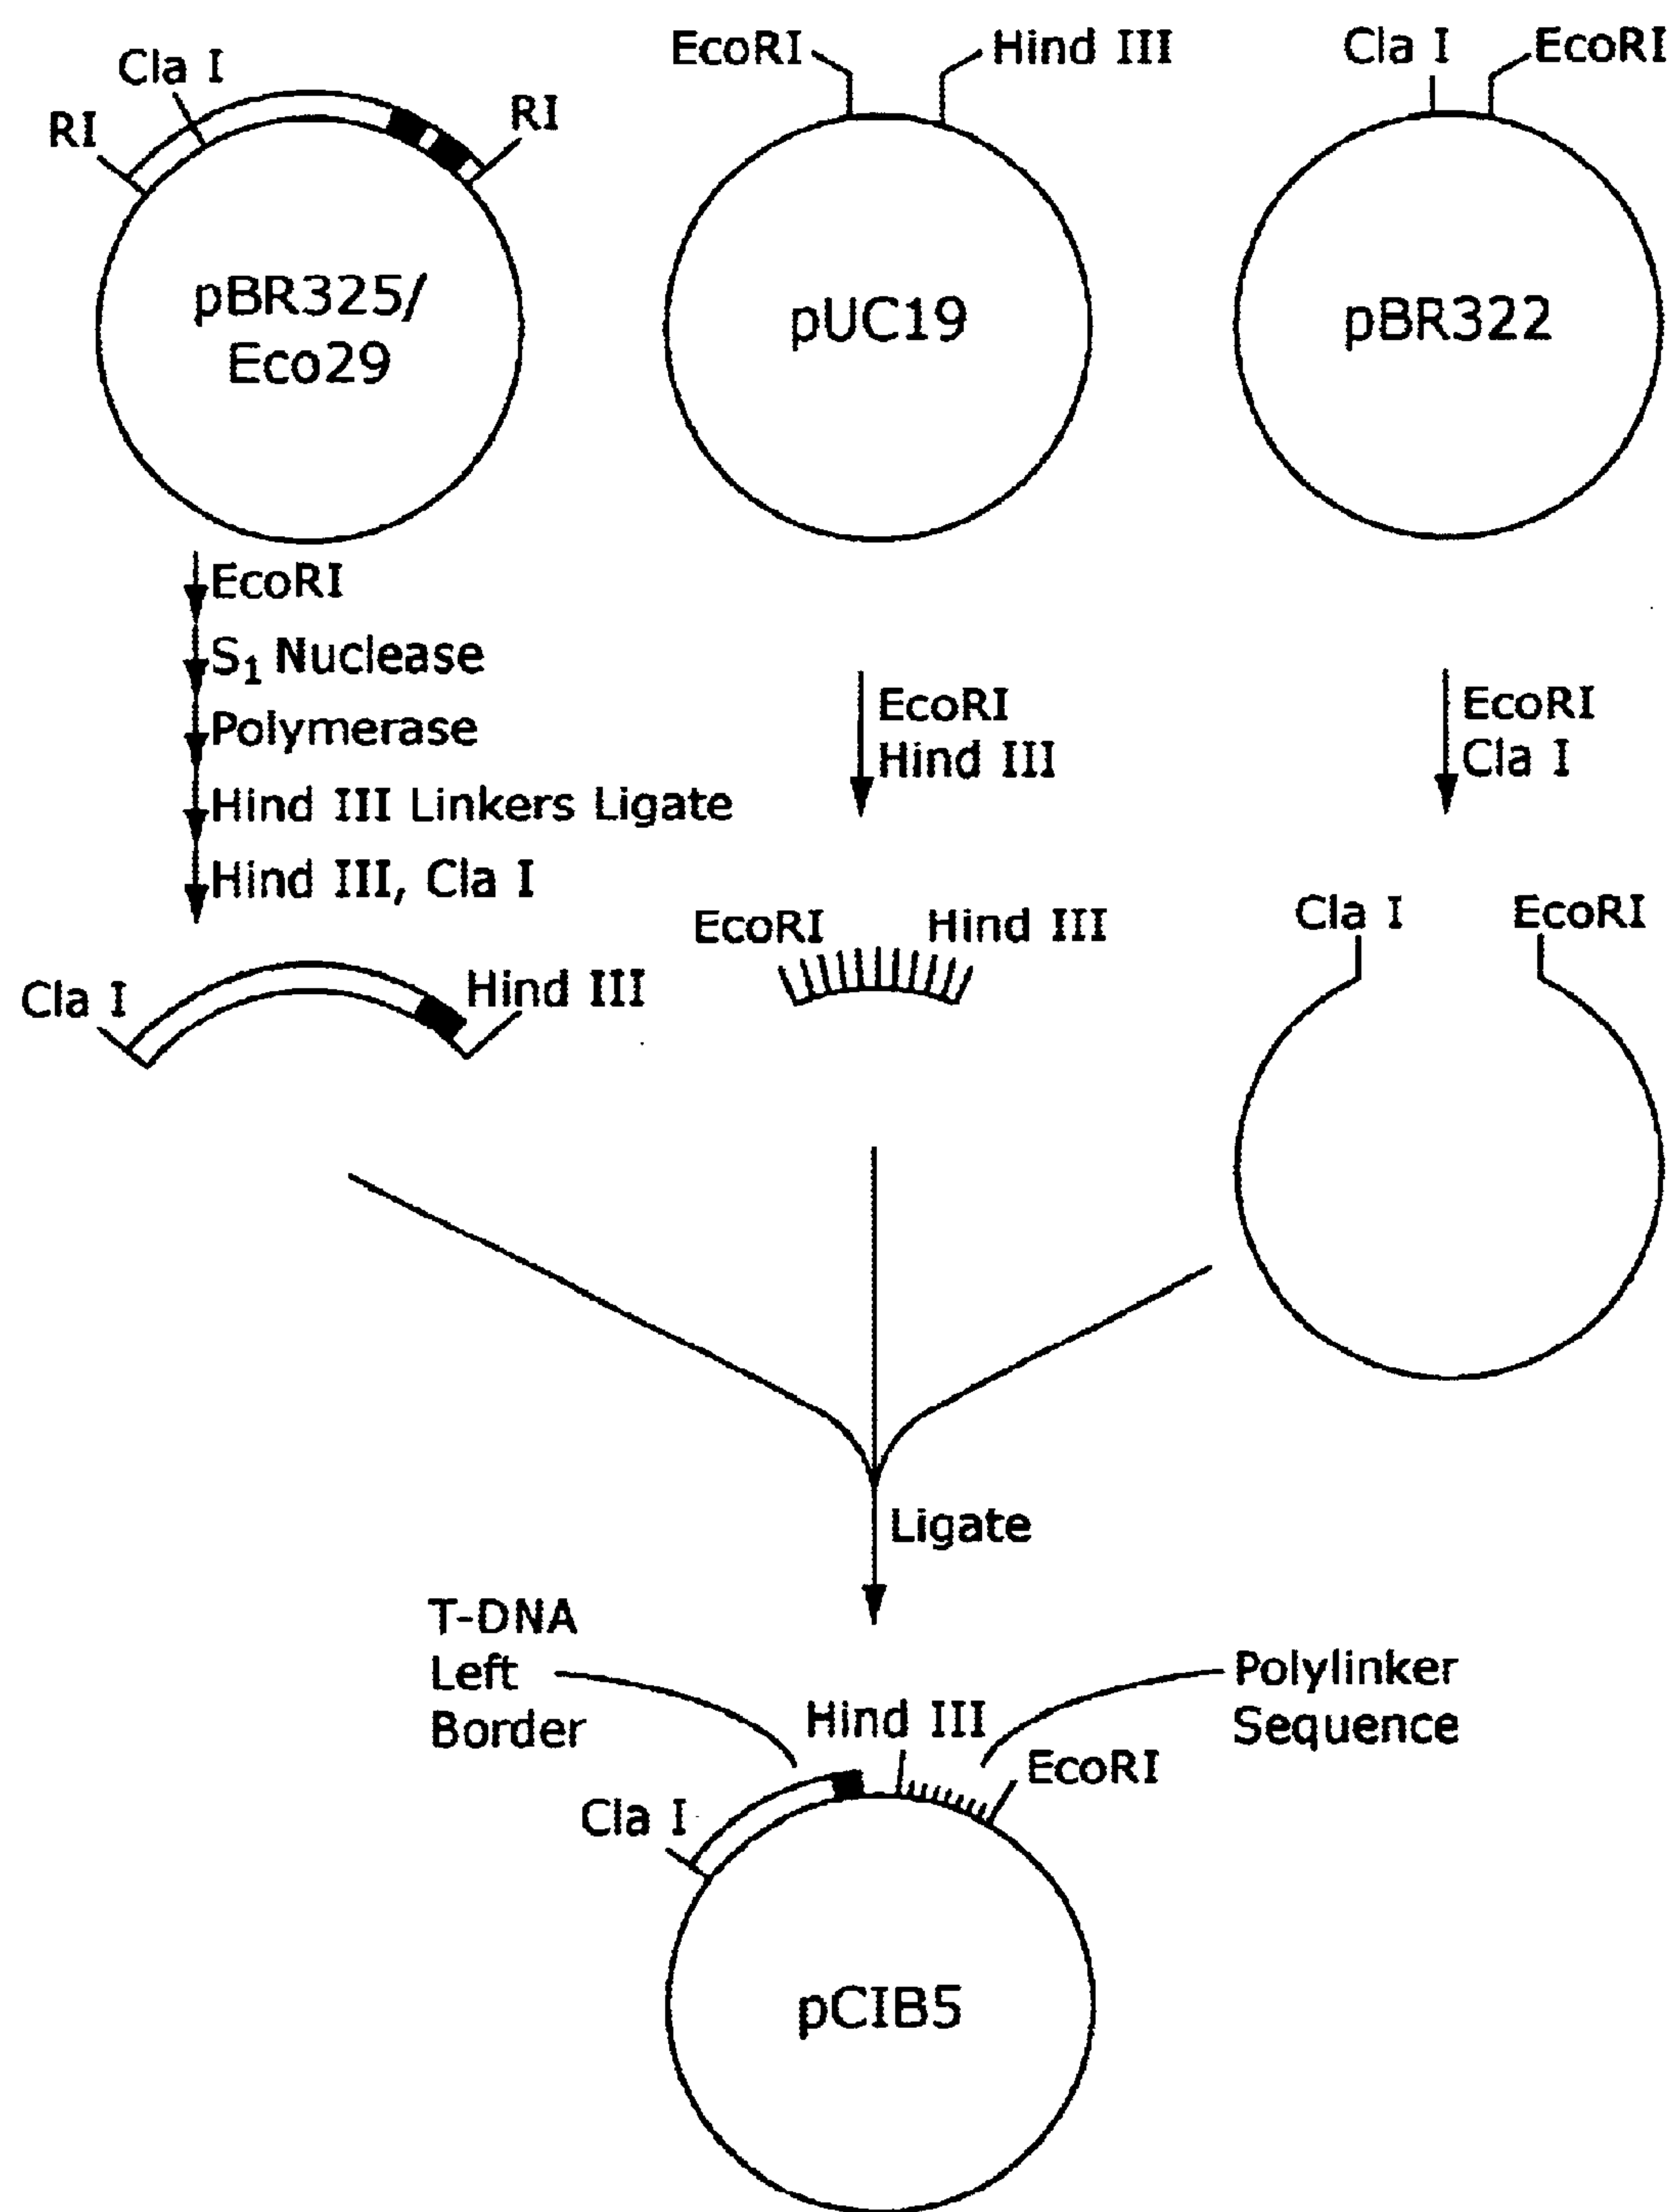 Cla I
RI
RI
pBR325/
Eco29
EcoRI
Hind III
pUC19
Cla I
EcoRI
pBR322
EcoRI
S1 Nuclease
Polymerase
Hind III Linkers Ligate
Hind III, Cla I
EcoRI
Hind III
EcoRI
Cla I
Cla I
Hind III
EcoRI
Hind III
Cla I
EcoRI
Ligate
T-DNA
Left
Border
Hind III
Polylinker
Sequence
EcoRI
Cla I
pCIB5